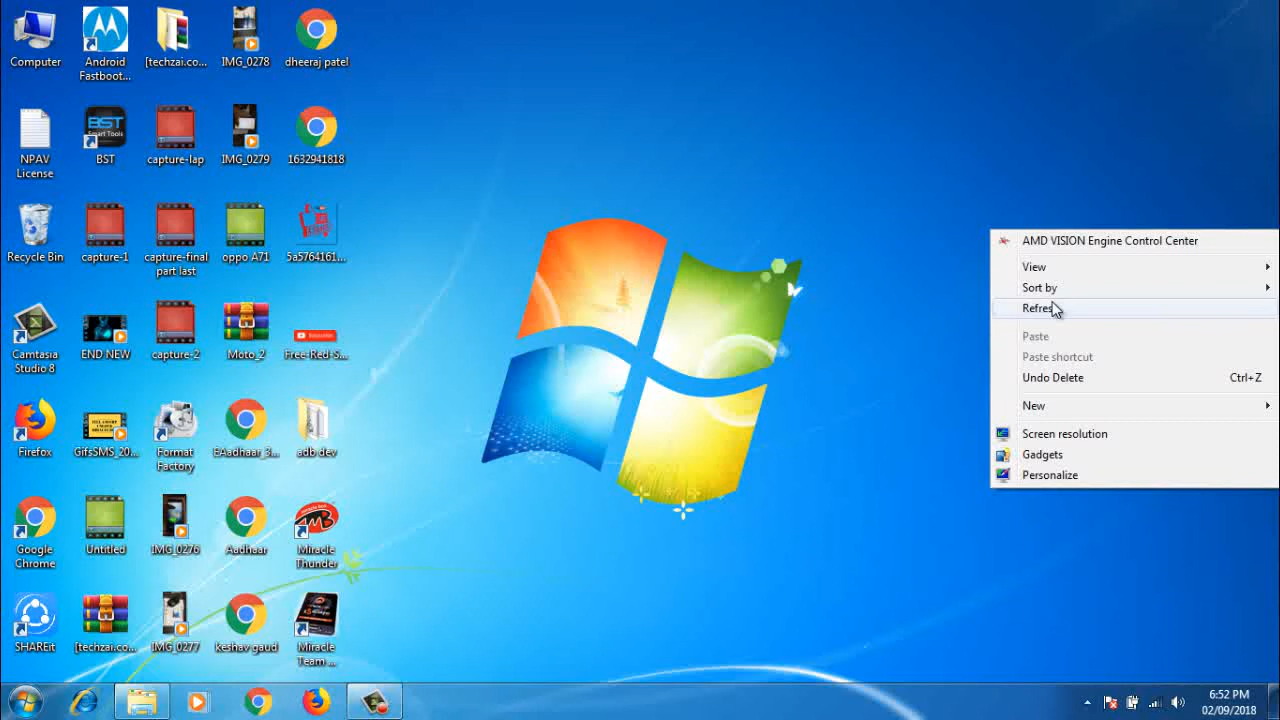 Computer
Android
Fastboot...
[techzai.co...
IMG_0278
dheeraj patel
NPAV
License
BST
Smart Tools
BST
capture-lap
IMG_0279
1632941818
Recycle Bin
capture-1
capture-final
part last
oppo A71
5a5764161...
Camtasia
Studio 8
END NEW
capture-2
Moto_2
Free-Red-S...
Firefox
GifsSMS_20...
Format
Factory
EAadhaar_3...
adb dev
Google
Chrome
Untitled
IMG_0276
Aadhaar
Miracle
Thunder
SHAREit
[techzai.co...
IMG_0277
keshav gaud
Miracle
Team ...
AMD VISION Engine Control Center
View
Sort by
Refres
Paste
Paste shortcut
Undo Delete Ctrl+Z
New
Screen resolution
Gadgets
Personalize
6:52 PM
02/09/2018